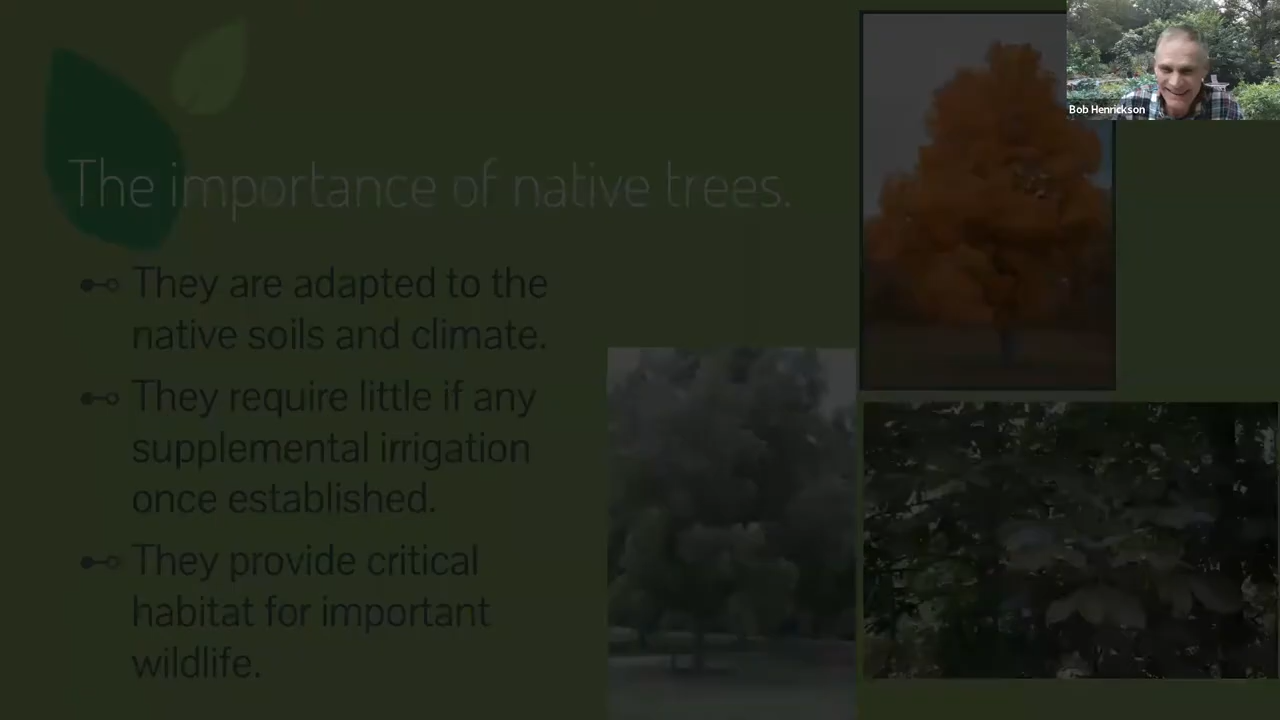 Bob Henrickson
The importance of native trees.
They are adapted to the
native soils and climate.
They require little if any
supplemental irrigation
once established.
They provide critical
habitat for important
wildlife.